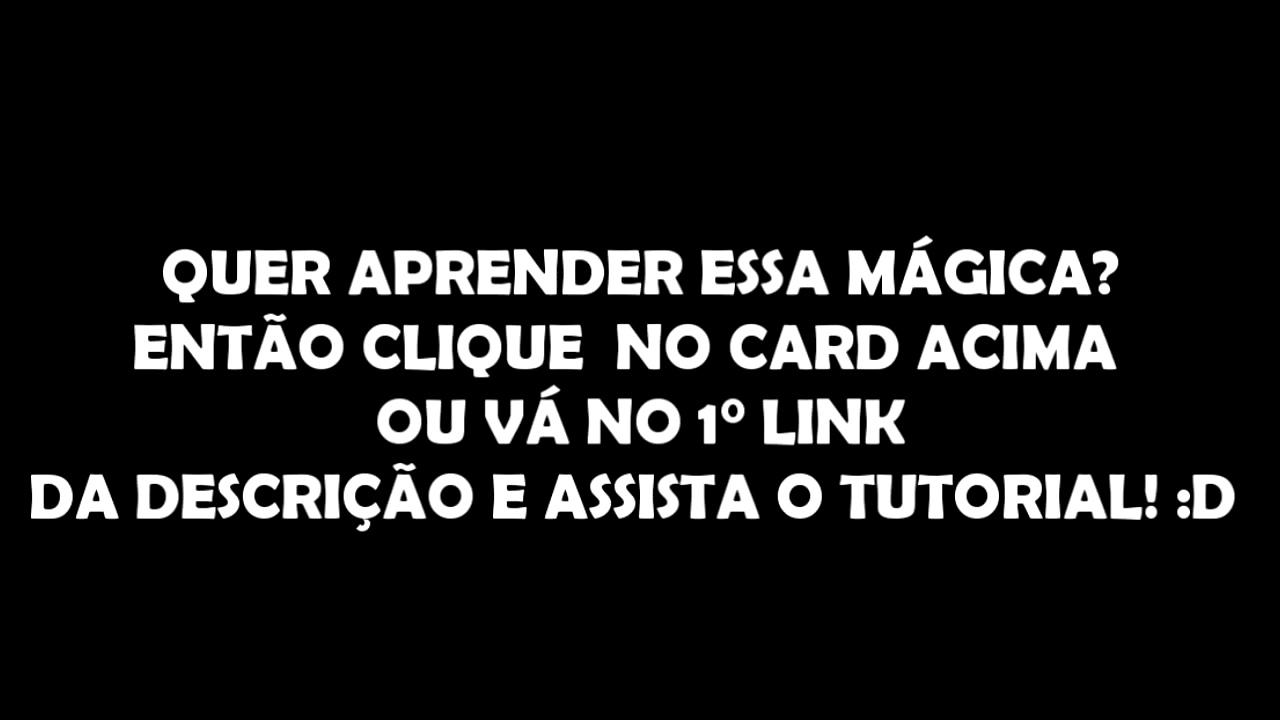 QUER APRENDER ESSA MÁGICA?
ENTÃO CLIQUE  NO CARD ACIMA
OU VÁ NO 1º LINK
DA DESCRIÇÃO E ASSISTA O TUTORIAL! :D